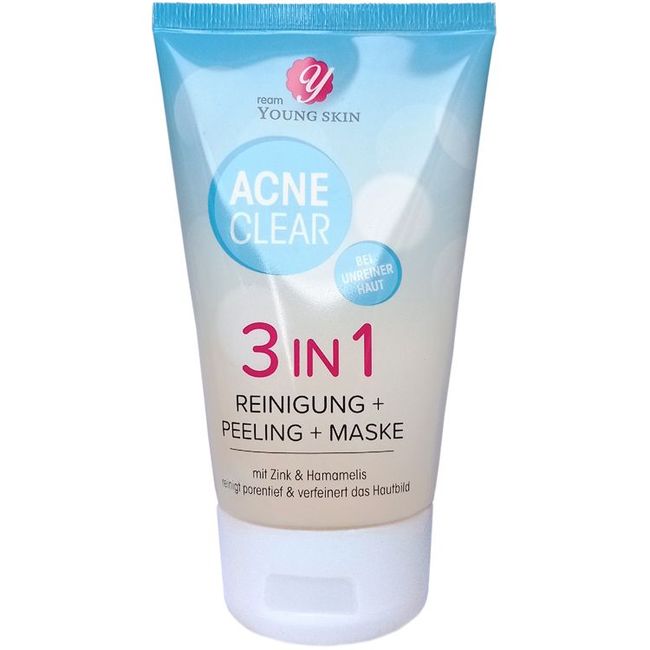 y
ream
YOUNG SKIN
ACNE
CLEAR
BEI
UNREINER
HAUT
3 IN 1
REINIGUNG +
PEELING + MASKE
mit Zink & Hamamelis
reinigt porentief & verfeinert das Hautbild